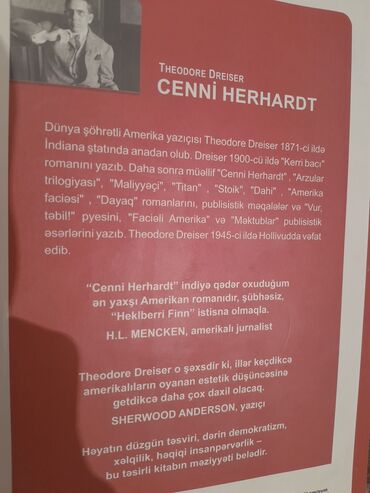 THEODORE DREISER
CENNİ HERHARDT
Dünya şöhrətli Amerika yazıçısı Theodore Dreiser 1871-ci ildə
İndiana ştatında anadan olub. Dreiser 1900-cü ildə "Kerri bacı"
romanını yazıb. Daha sonra müəllif "Cenni Herhardt" , "Arzular
trilogiyası", "Maliyyəçi", "Titan" , "Stoik", "Dahi" , "Amerika
faciəsi" , "Dayaq" romanlarını, publisistik məqalələr və "Vur,
təbil!" pyesini, "Faciəli Amerika" və "Məktublar" publisistik
əsərlərini yazıb. Theodore Dreiser 1945-ci ildə Hollivudda vəfat
edib.
“Cenni Herhardt” indiyə qədər oxuduğum
ən yaxşı Amerikan romanıdır, şübhəsiz,
“Heklberri Finn” istisna olmaqla.
H.L. MENCKEN, amerikalı jurnalist
Theodore Dreiser o şəxsdir ki, illər keçdikcə
amerikalıların oyanan estetik düşüncəsinə
getdikcə daha çox daxil olacaq.
SHERWOOD ANDERSON, yazıçı
Həyatın düzgün təsviri, dərin demokratizm,
xəlqilik, həqiqi insanpərvərlik –
bu təsirli kitabın məziyyəti belədir.